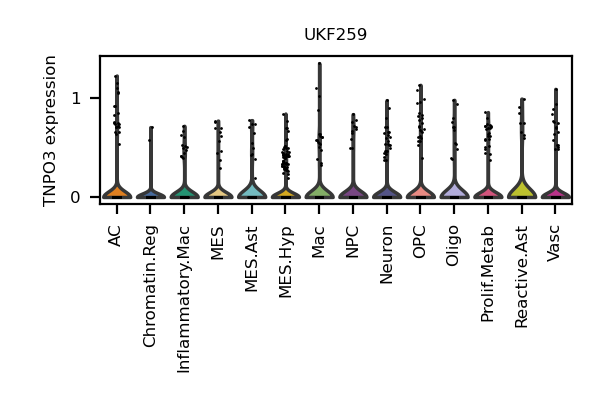 UKF259
TNPO3 expression
1
0
AC
Chromatin.Reg
Inflammatory.Mac
MES
MES.Ast
MES.Hyp
Mac
NPC
Neuron
OPC
Oligo
Prolif.Metab
Reactive.Ast
Vasc